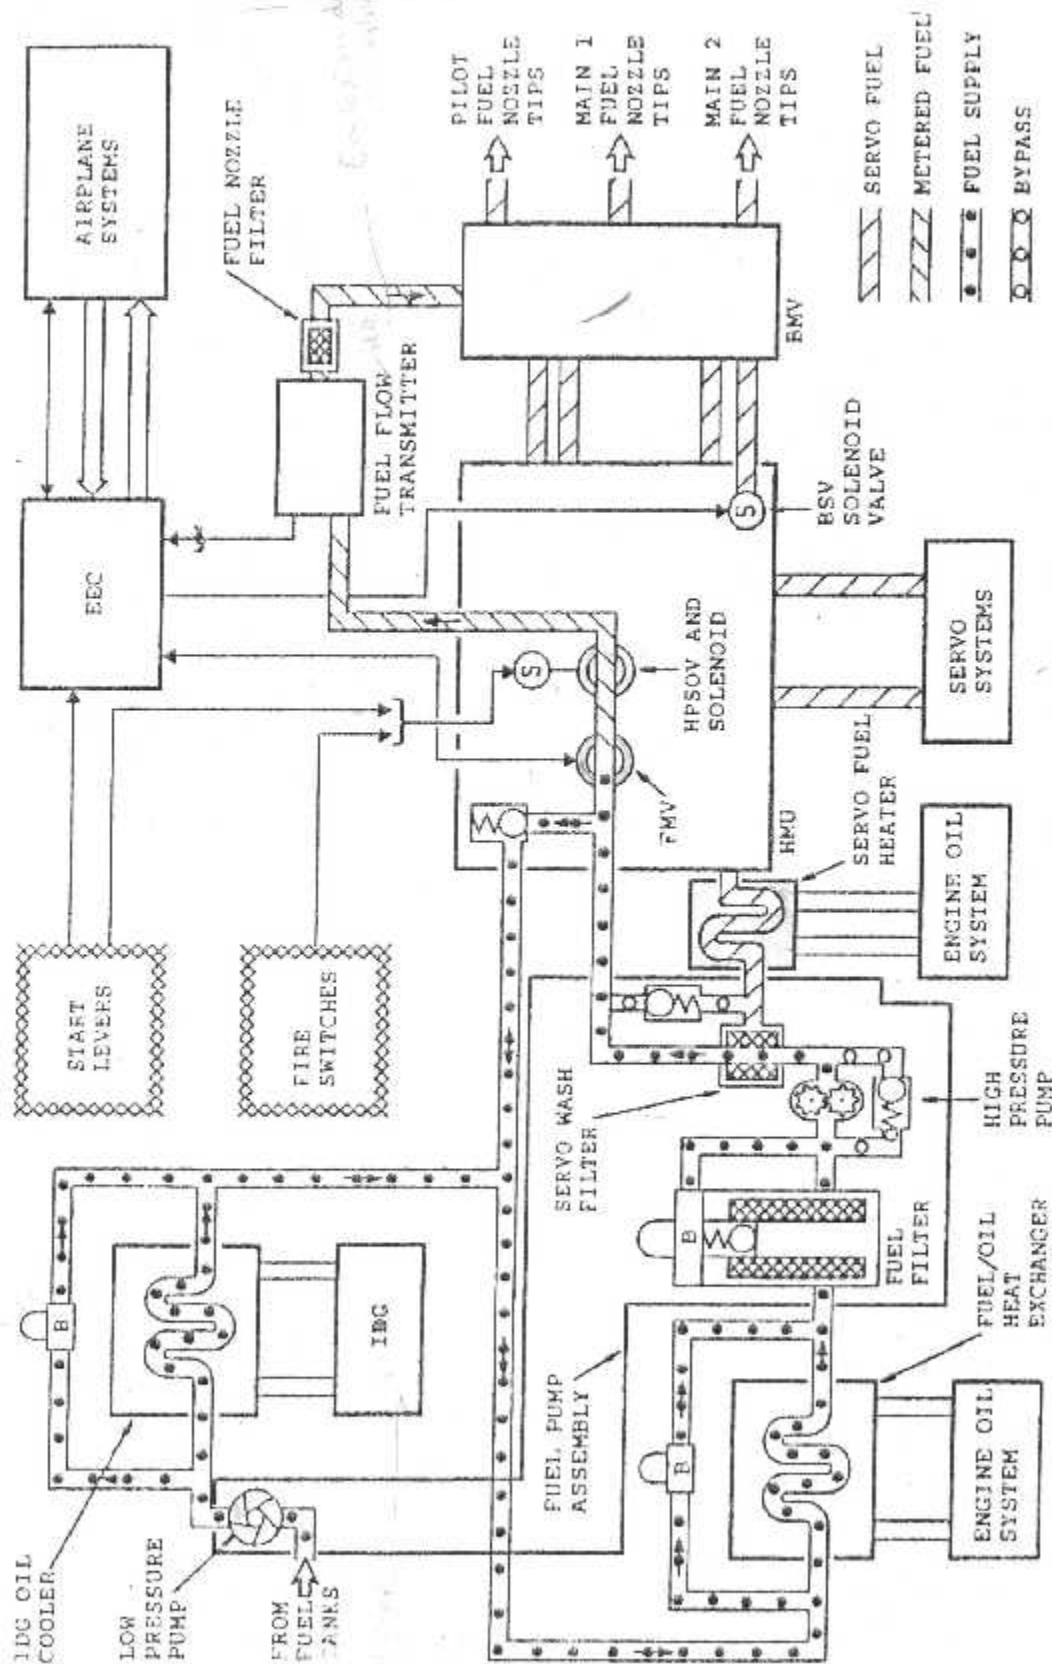 AIRPLANE
SYSTEMS
FUEL NOZZLE
FILTER
PILOT
FUEL
NOZZLE
TIPS
MAIN 1
FUEL
NOZZLE
TIPS
MAIN 2
FUEL
NOZZLE
TIPS
SERVO FUEL
METERED FUEL
FUEL SUPPLY
BYPASS
EEC
FUEL FLOW
TRANSMITTER
BMV
BSV
SOLENOID
VALVE
S
S
HPSOV AND
SOLENOID
FMV
HMU
SERVO
SYSTEMS
START
LEVERS
FIRE
SWITCHES
SERVO FUEL
HEATER
ENGINE OIL
SYSTEM
SERVO WASH
FILTER
HIGH
PRESSURE
PUMP
B
IDG
B
FUEL
FILTER
FUEL/OIL
HEAT
EXCHANGER
IDG OIL
COOLER
LOW
PRESSURE
PUMP
FROM
FUEL
TANKS
FUEL PUMP
ASSEMBLY
B
ENGINE OIL
SYSTEM